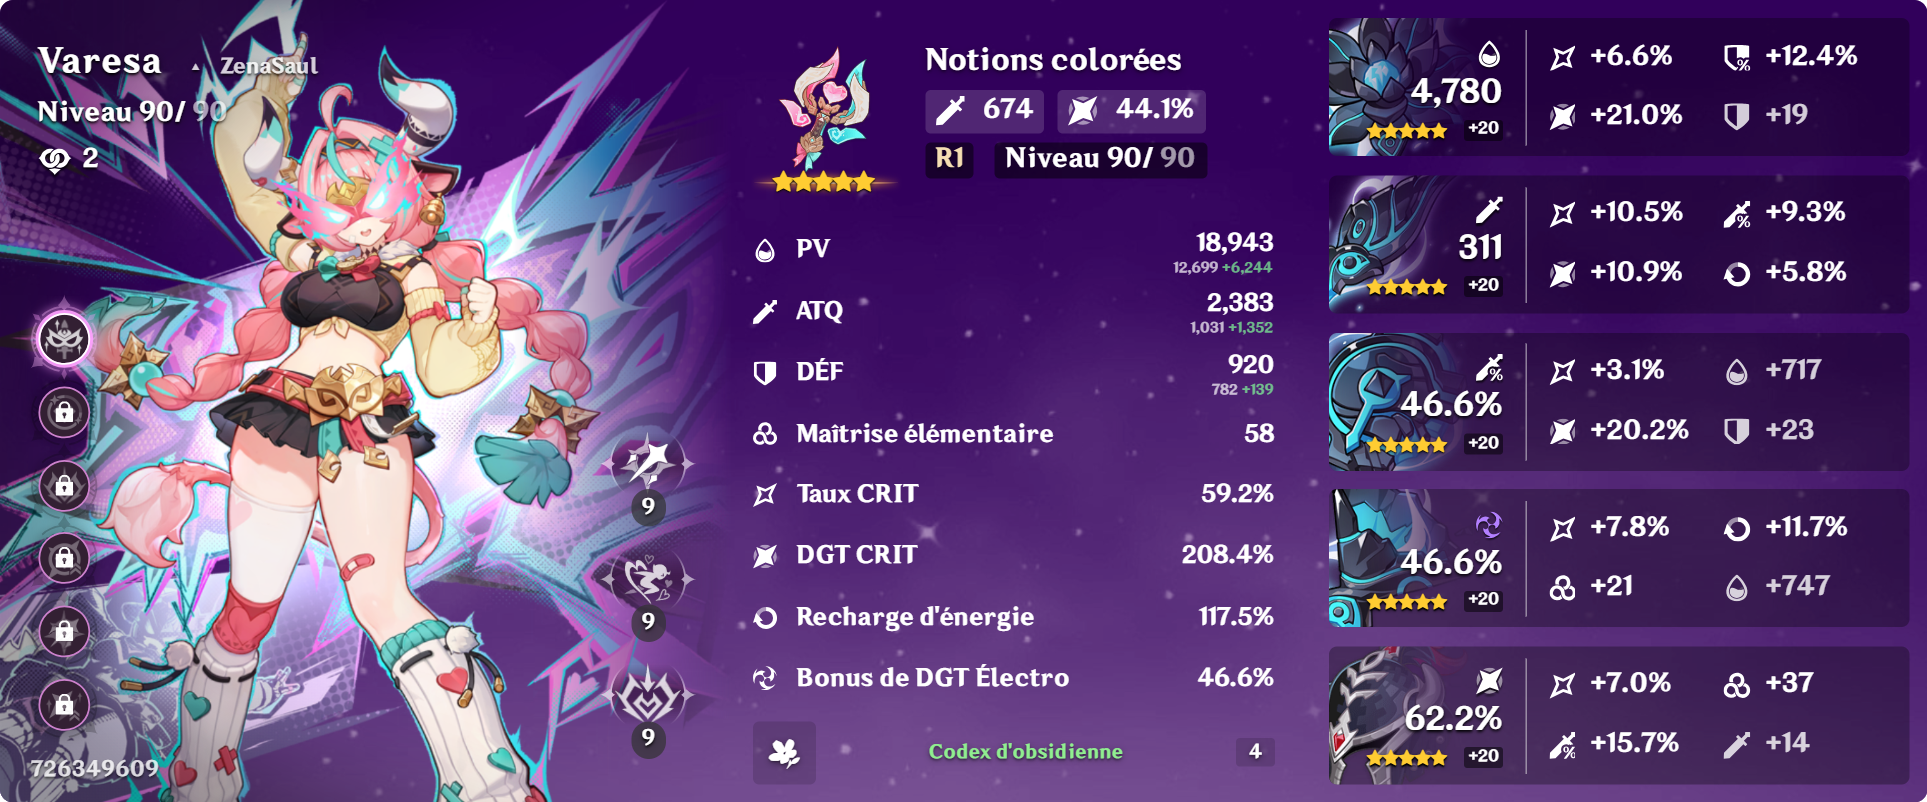 Varesa ▲ ZenaSaul
Niveau 90/ 90
2
9
9
9
726349609
Notions colorées
674 44.1%
R1 Niveau 90/ 90
PV 18,943
12,699 +6,244
ATQ 2,383
1,031 +1,352
DÉF 920
782 +139
Maîtrise élémentaire 58
Taux CRIT 59.2%
DGT CRIT 208.4%
Recharge d'énergie 117.5%
Bonus de DGT Électro 46.6%
Codex d'obsidienne 4
4,780
+20
+6.6% +12.4%
+21.0% +19
311
+20
+10.5% +9.3%
+10.9% +5.8%
46.6%
+20
+3.1% +717
+20.2% +23
46.6%
+20
+7.8% +11.7%
+21 +747
62.2%
+20
+7.0% +37
+15.7% +14